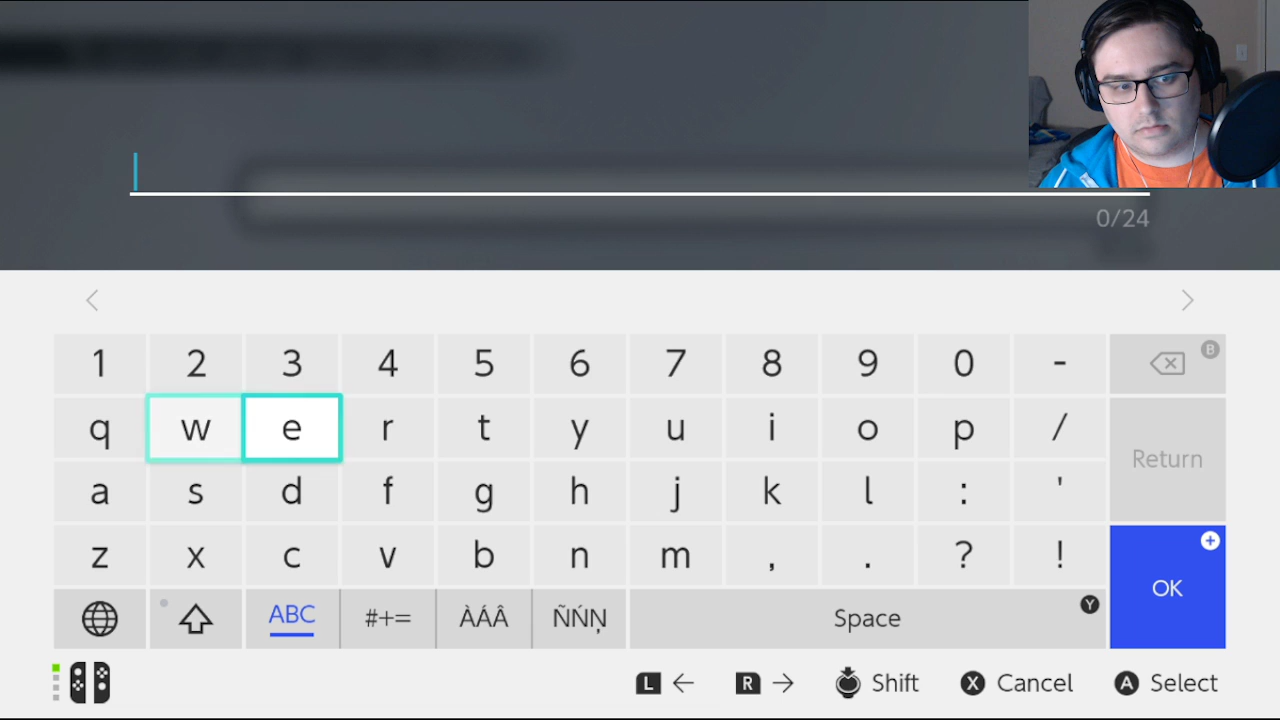 0/24
1 2 3 4 5 6 7 8 9 0 - B
q w e r t y u i o p /
Return
a s d f g h j k l : '
z x c v b n m , . ? !
OK
ABC #+= ÀÁÂ ÑŃŅ Space Y
L ← R → Shift X Cancel A Select